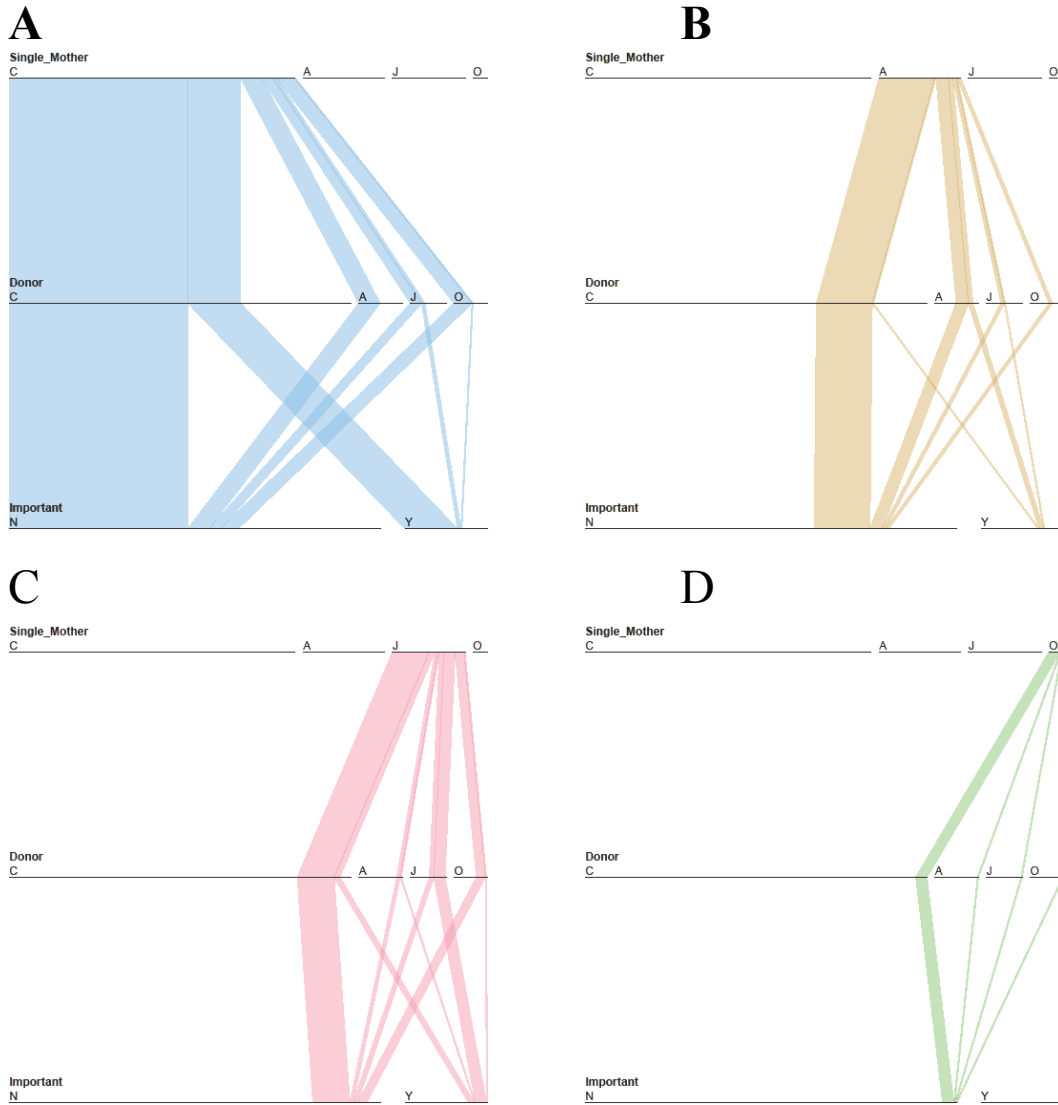 A B
Single_Mother Single_Mother
C A J O C A J O
Donor Donor
C A J O C A J O
Important Important
N Y N Y
C D
Single_Mother Single_Mother
C A J O C A J O
Donor Donor
C A J O C A J O
Important Important
N Y N Y